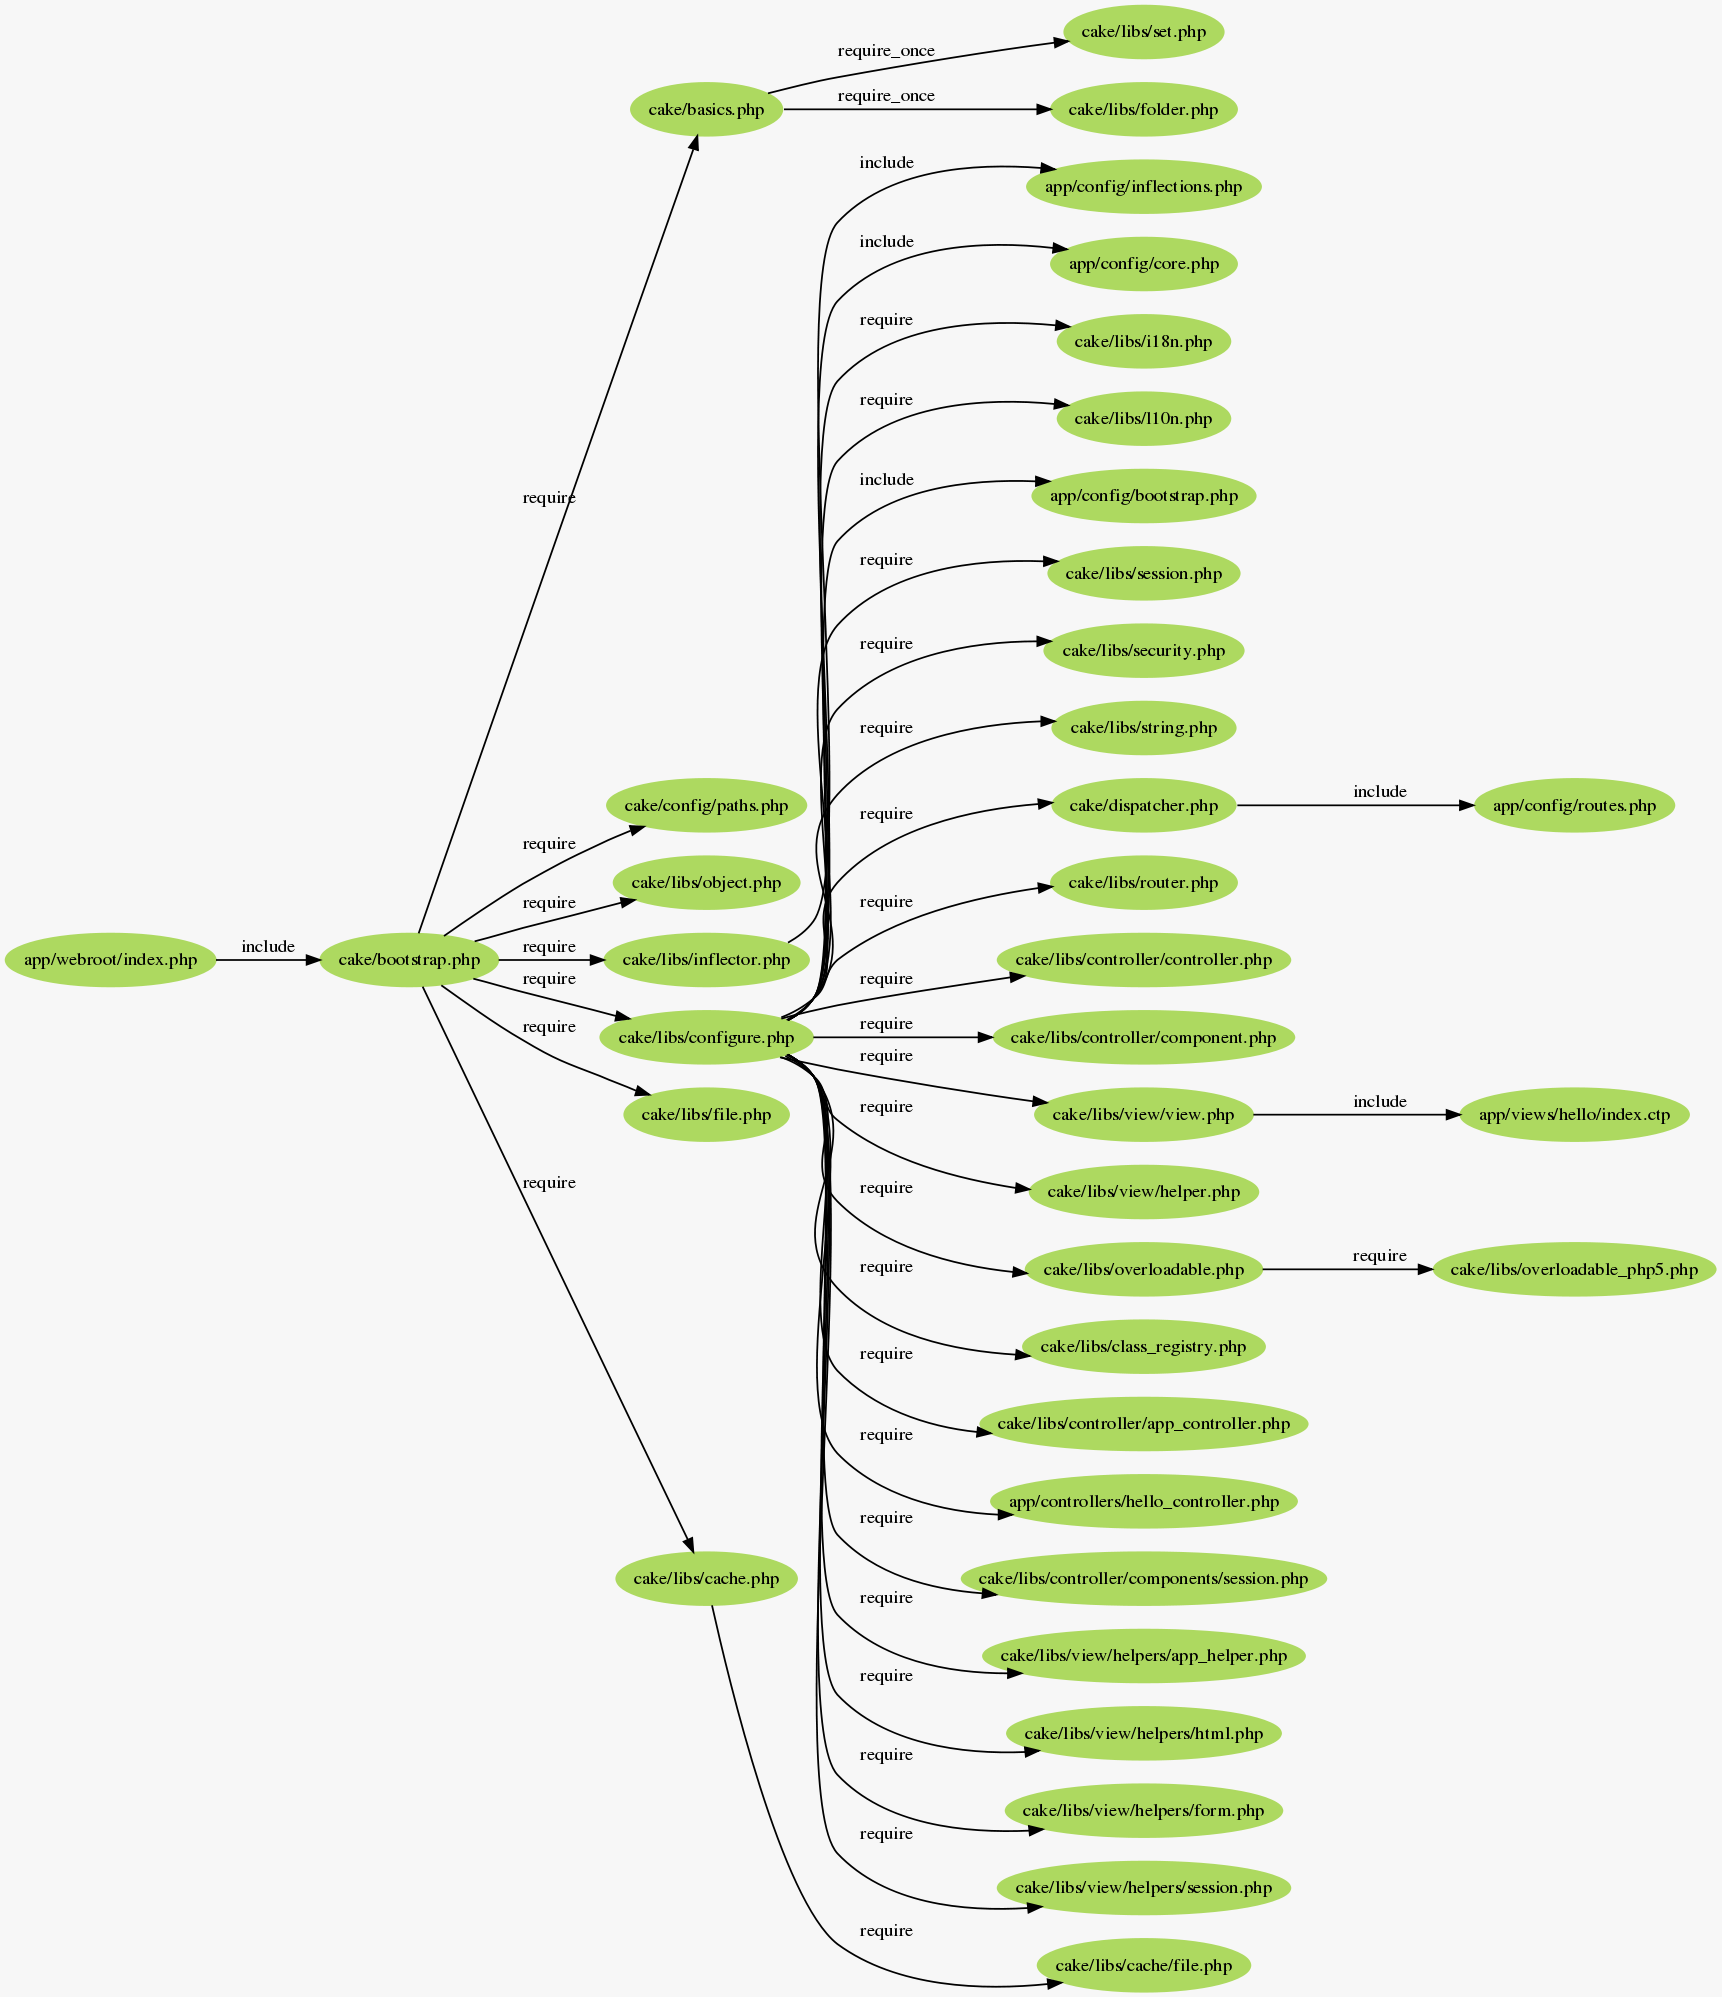 cake/libs/set.php
require_once
cake/basics.php
require_once
cake/libs/folder.php
include
app/config/inflections.php
include
app/config/core.php
require
cake/libs/i18n.php
require
cake/libs/l10n.php
include
app/config/bootstrap.php
require
require
cake/libs/session.php
require
cake/libs/security.php
require
cake/libs/string.php
cake/config/paths.php
require
cake/dispatcher.php
include
app/config/routes.php
require
cake/libs/object.php
require
cake/libs/router.php
require
require
app/webroot/index.php
include
cake/bootstrap.php
require
cake/libs/inflector.php
cake/libs/controller/controller.php
require
require
require
cake/libs/configure.php
require
cake/libs/controller/component.php
require
require
cake/libs/file.php
cake/libs/view/view.php
include
app/views/hello/index.ctp
require
require
require
cake/libs/view/helper.php
require
cake/libs/overloadable.php
require
cake/libs/overloadable_php5.php
require
cake/libs/class_registry.php
require
cake/libs/controller/app_controller.php
require
app/controllers/hello_controller.php
require
cake/libs/cache.php
cake/libs/controller/components/session.php
require
cake/libs/view/helpers/app_helper.php
require
cake/libs/view/helpers/html.php
require
cake/libs/view/helpers/form.php
require
cake/libs/view/helpers/session.php
require
cake/libs/cache/file.php